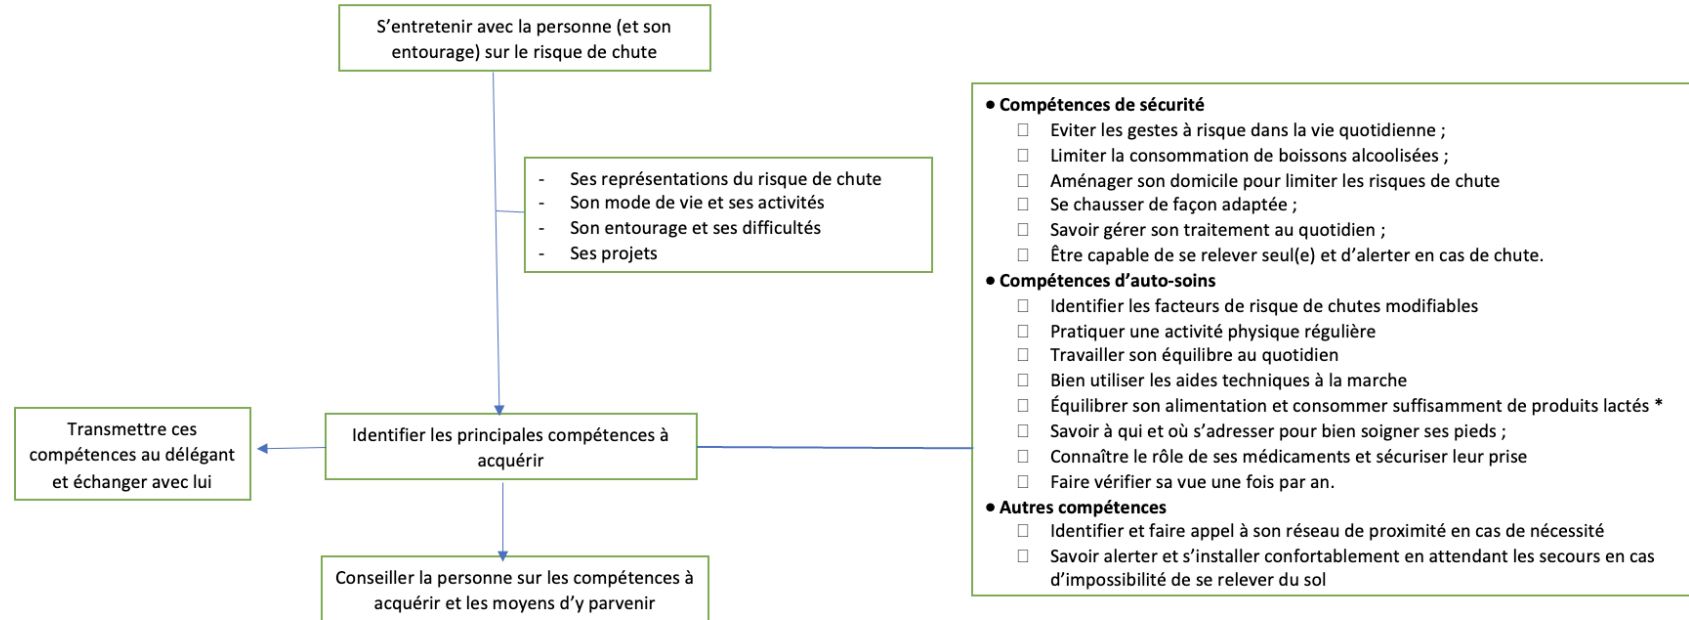 S’entretenir avec la personne (et son
entourage) sur le risque de chute
- Ses représentations du risque de chute
- Son mode de vie et ses activités
- Son entourage et ses difficultés
- Ses projets
Transmettre ces
compétences au délégant
et échanger avec lui
Identifier les principales compétences à
acquérir
Conseiller la personne sur les compétences à
acquérir et les moyens d’y parvenir
● Compétences de sécurité
□ Eviter les gestes à risque dans la vie quotidienne ;
□ Limiter la consommation de boissons alcoolisées ;
□ Aménager son domicile pour limiter les risques de chute
□ Se chausser de façon adaptée ;
□ Savoir gérer son traitement au quotidien ;
□ Être capable de se relever seul(e) et d’alerter en cas de chute.
● Compétences d’auto-soins
□ Identifier les facteurs de risque de chutes modifiables
□ Pratiquer une activité physique régulière
□ Travailler son équilibre au quotidien
□ Bien utiliser les aides techniques à la marche
□ Équilibrer son alimentation et consommer suffisamment de produits lactés *
□ Savoir à qui et où s’adresser pour bien soigner ses pieds ;
□ Connaître le rôle de ses médicaments et sécuriser leur prise
□ Faire vérifier sa vue une fois par an.
● Autres compétences
□ Identifier et faire appel à son réseau de proximité en cas de nécessité
□ Savoir alerter et s’installer confortablement en attendant les secours en cas
d’impossibilité de se relever du sol